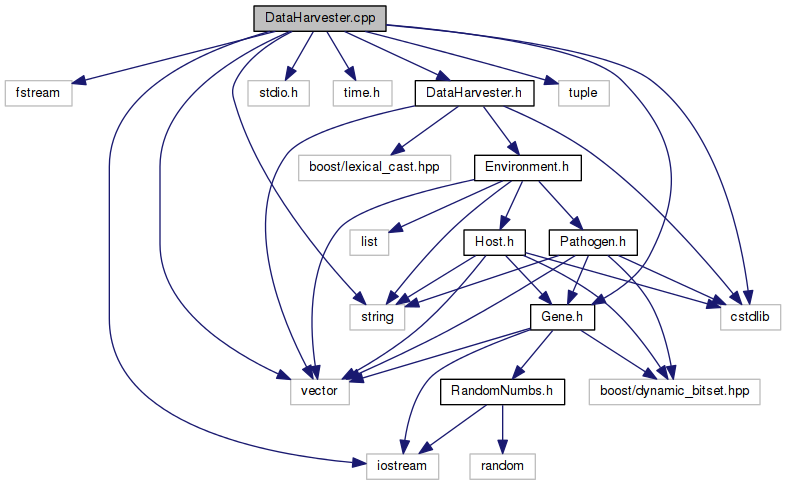 DataHarvester.cpp
fstream
stdio.h
time.h
DataHarvester.h
tuple
boost/lexical_cast.hpp
Environment.h
list
Host.h
Pathogen.h
string
Gene.h
cstdlib
vector
RandomNumbs.h
boost/dynamic_bitset.hpp
iostream
random